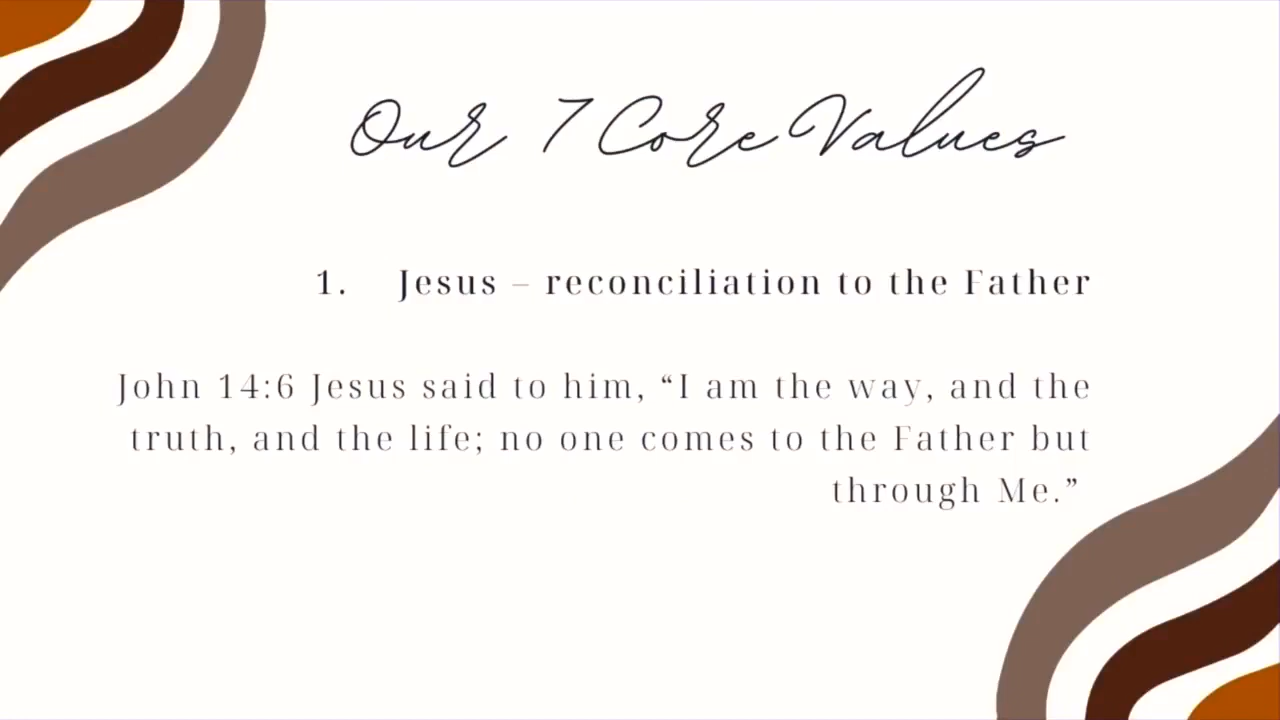 Our 7 Core Values
1. Jesus – reconciliation to the Father
John 14:6 Jesus said to him, “I am the way, and the
truth, and the life; no one comes to the Father but
through Me.”